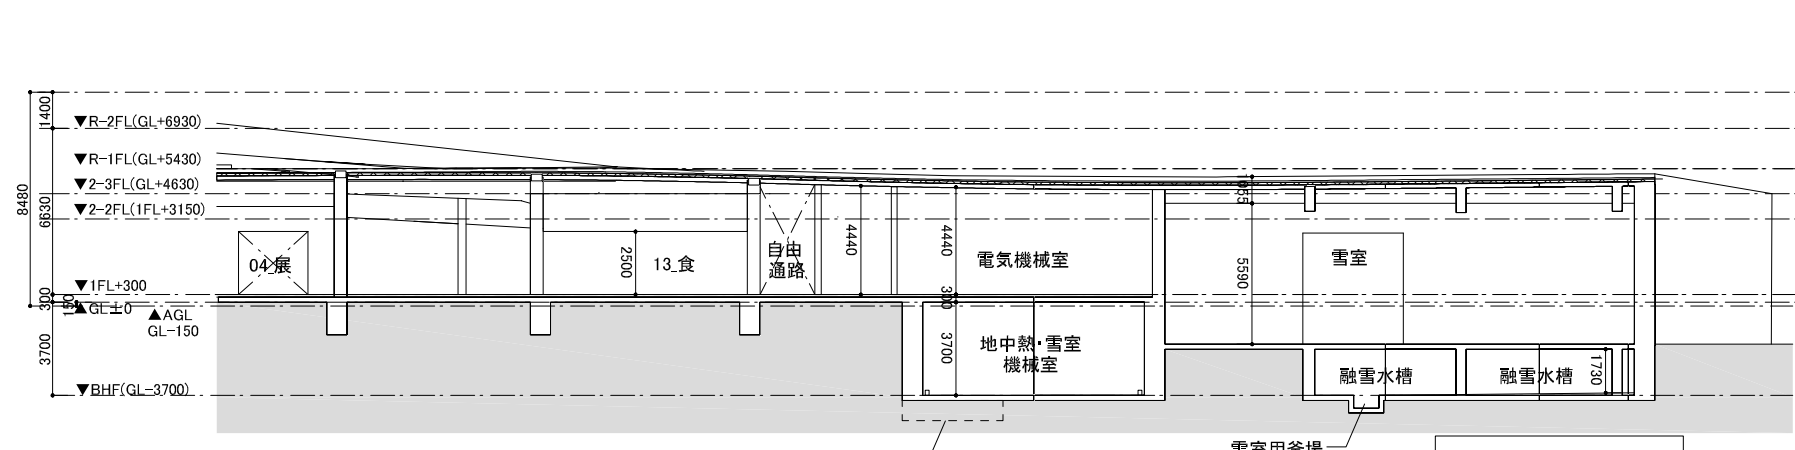 1400
8480
6630
300
150
3700
▼R-2FL(GL+6930)
▼R-1FL(GL+5430)
▼2-3FL(GL+4630)
▼2-2FL(1FL+3150)
▼1FL+300
▲GL±0
▲AGL
GL-150
▼BHF(GL-3700)
04_展
2500
13_食
自由
通路
4440
4440
300
3700
電気機械室
地中熱・雪室
機械室
5590
雪室
融雪水槽
融雪水槽
1730